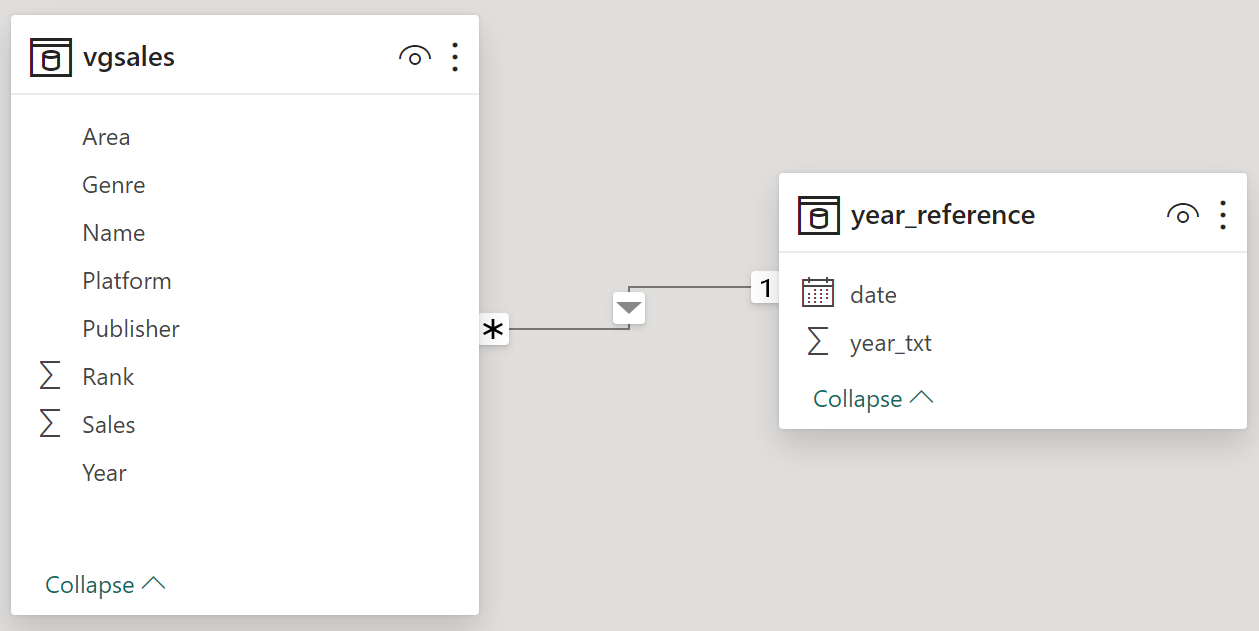 vgsales
Area
Genre
Name
Platform
Publisher
Rank
Sales
Year
Collapse
*
1
year_reference
date
year_txt
Collapse